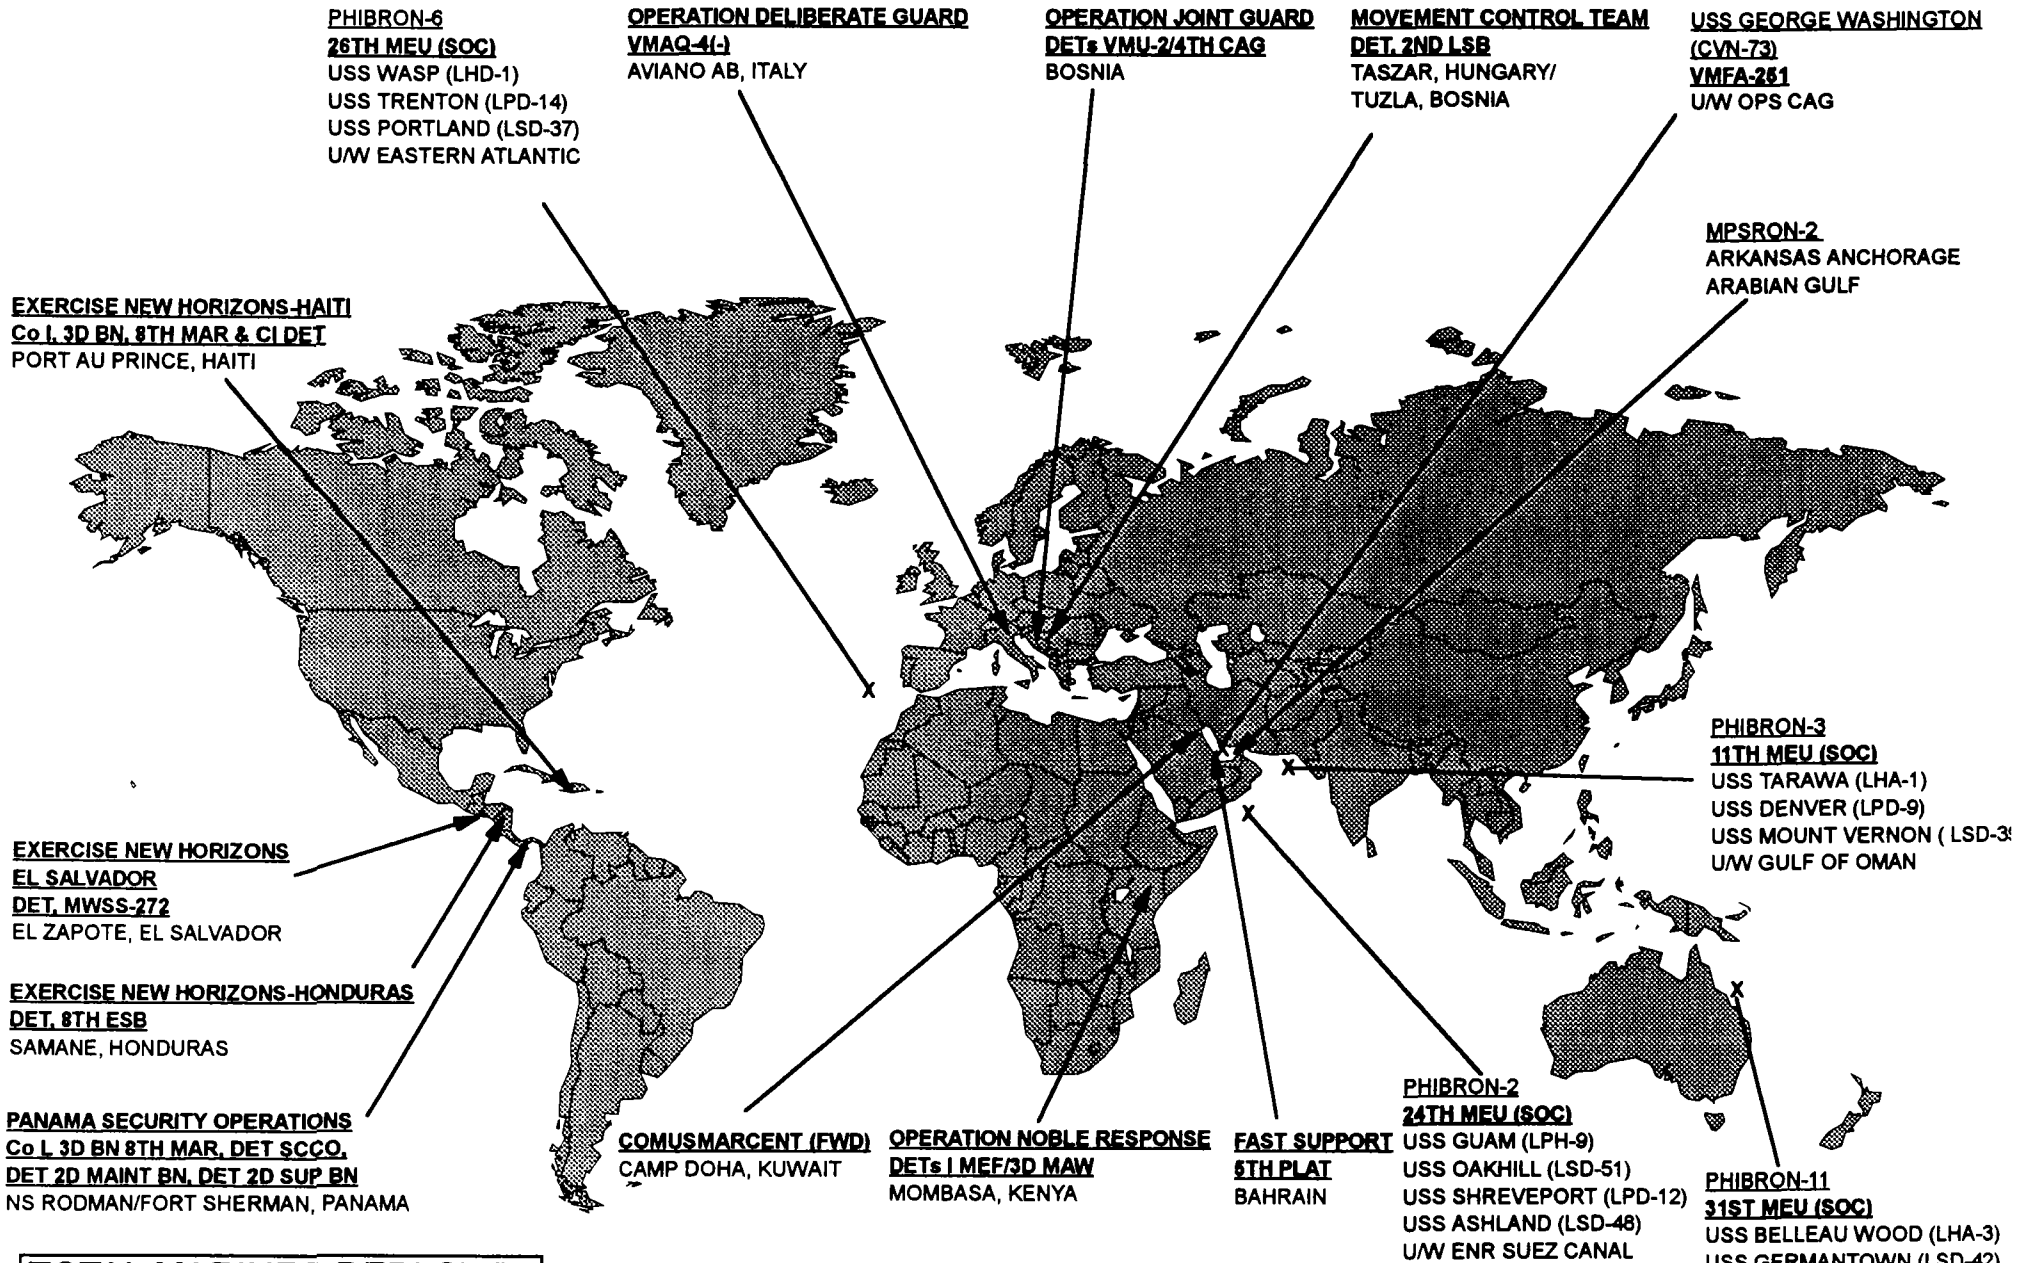 PHIBRON-6
26TH MEU (SOC)
USS WASP (LHD-1)
USS TRENTON (LPD-14)
USS PORTLAND (LSD-37)
U/W EASTERN ATLANTIC
OPERATION DELIBERATE GUARD
VMAQ-4(-)
AVIANO AB, ITALY
OPERATION JOINT GUARD
DETs VMU-2/4TH CAG
BOSNIA
MOVEMENT CONTROL TEAM
DET, 2ND LSB
TASZAR, HUNGARY/
TUZLA, BOSNIA
USS GEORGE WASHINGTON
(CVN-73)
VMFA-251
U/W OPS CAG
MPSRON-2
ARKANSAS ANCHORAGE
ARABIAN GULF
EXERCISE NEW HORIZONS-HAITI
Co I, 3D BN, 8TH MAR & CI DET
PORT AU PRINCE, HAITI
PHIBRON-3
11TH MEU (SOC)
USS TARAWA (LHA-1)
USS DENVER (LPD-9)
USS MOUNT VERNON ( LSD-39
U/W GULF OF OMAN
EXERCISE NEW HORIZONS
EL SALVADOR
DET, MWSS-272
EL ZAPOTE, EL SALVADOR
EXERCISE NEW HORIZONS-HONDURAS
DET, 8TH ESB
SAMANE, HONDURAS
PANAMA SECURITY OPERATIONS
Co L 3D BN 8TH MAR, DET SCCO,
DET 2D MAINT BN, DET 2D SUP BN
NS RODMAN/FORT SHERMAN, PANAMA
COMUSMARCENT (FWD)
CAMP DOHA, KUWAIT
OPERATION NOBLE RESPONSE
DETs I MEF/3D MAW
MOMBASA, KENYA
FAST SUPPORT
5TH PLAT
BAHRAIN
PHIBRON-2
24TH MEU (SOC)
USS GUAM (LPH-9)
USS OAKHILL (LSD-51)
USS SHREVEPORT (LPD-12)
USS ASHLAND (LSD-48)
U/W ENR SUEZ CANAL
PHIBRON-11
31ST MEU (SOC)
USS BELLEAU WOOD (LHA-3)
USS GERMANTOWN (LSD-42)